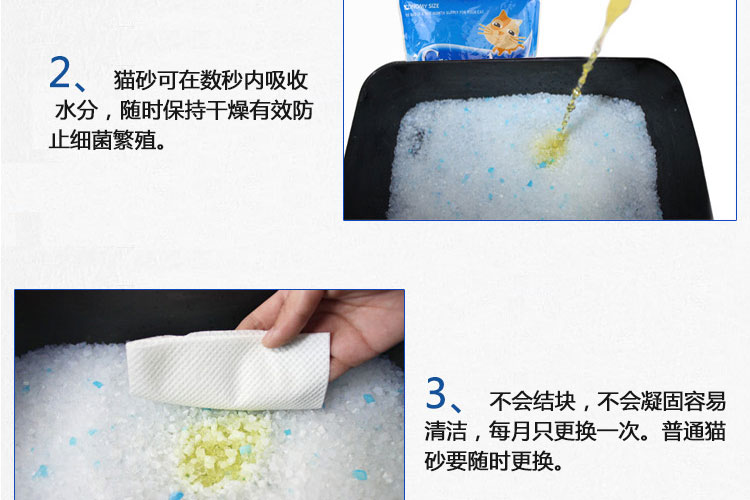 ONOMY SIZE
2、 猫砂可在数秒内吸收
水分，随时保持干燥有效防
止细菌繁殖。
3、 不会结块，不会凝固容易
清洁，每月只更换一次。普通猫
砂要随时更换。